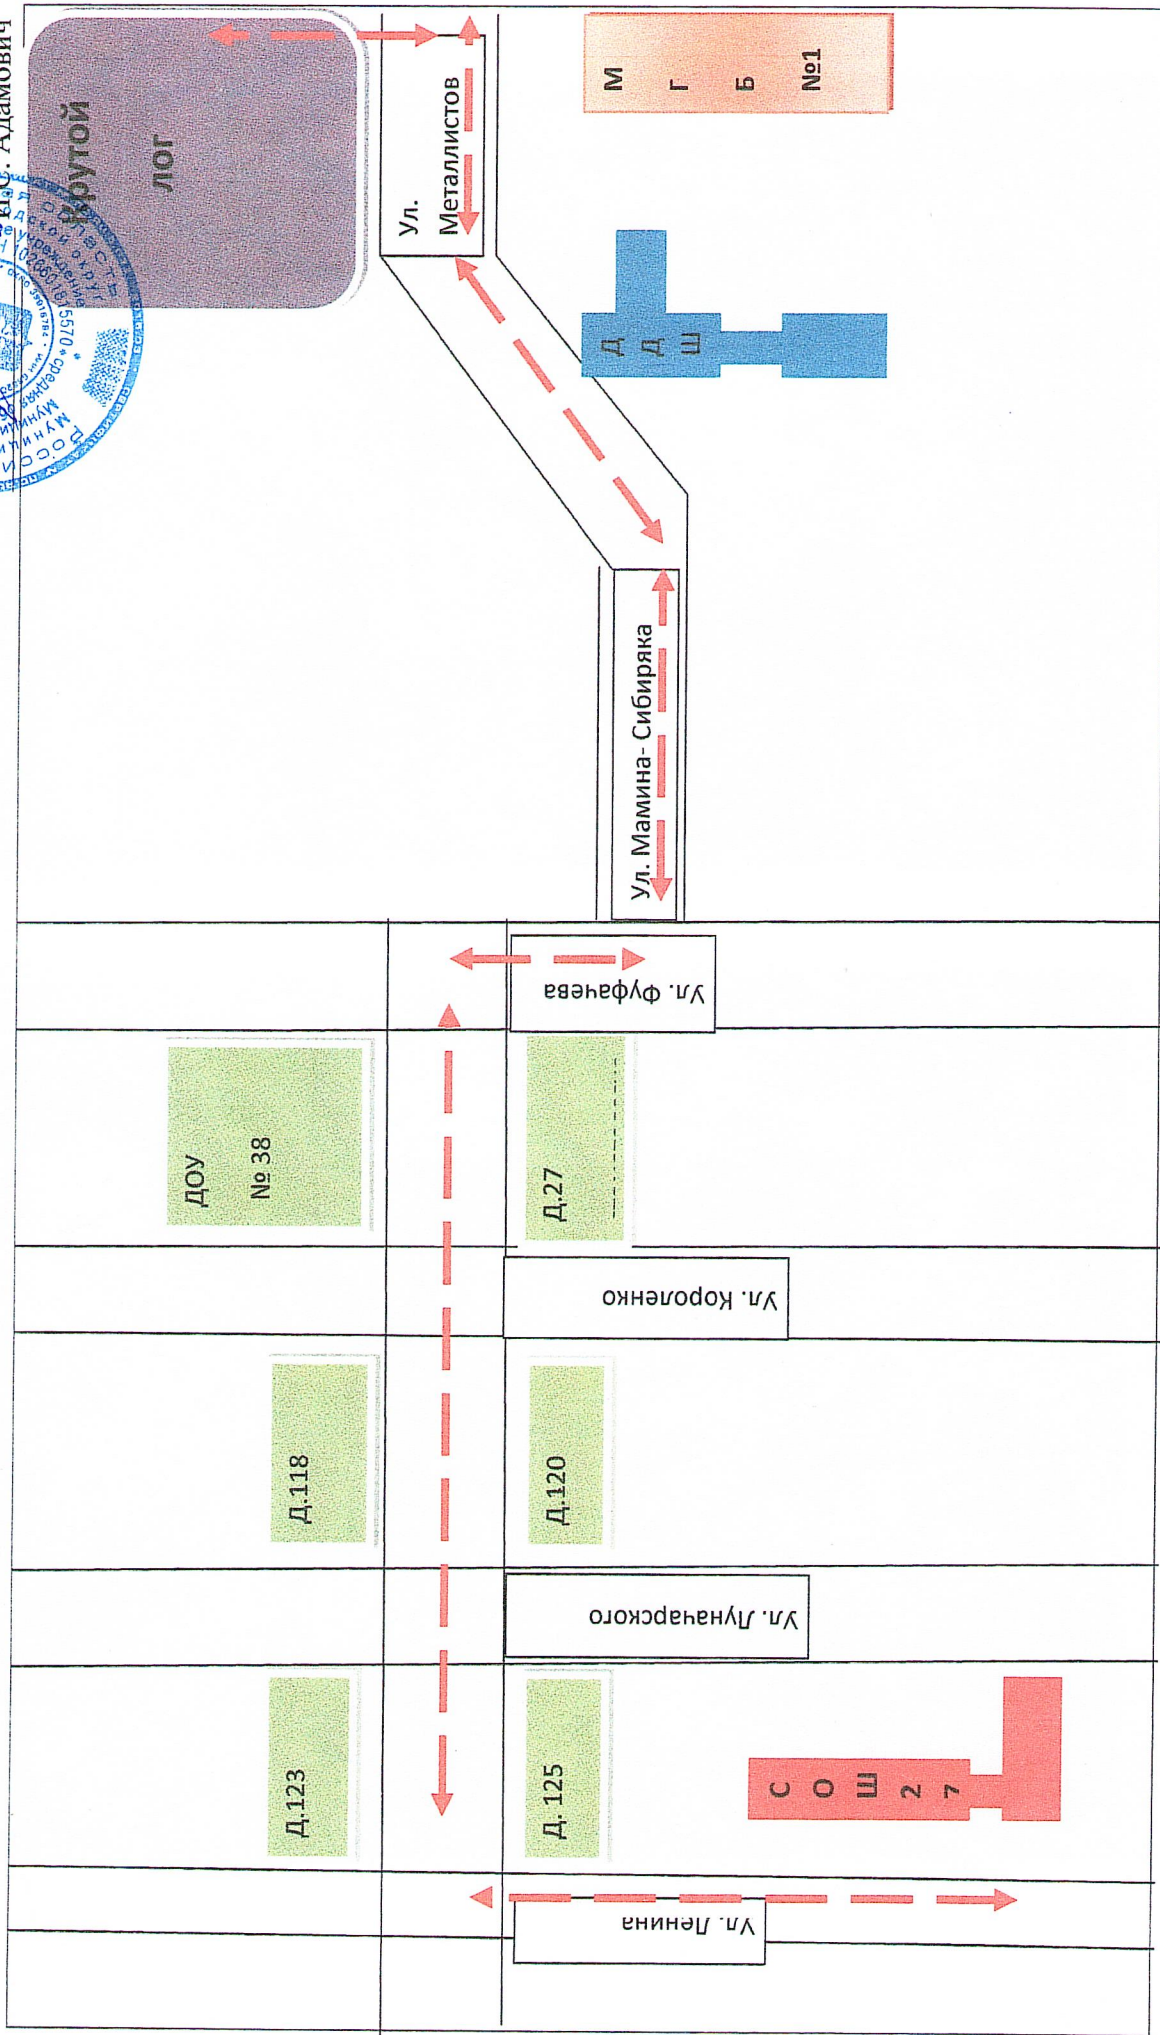 И.С. Адамович
Крутой
лог
Ул.
Металлистов
М
Г
Б
№1
Д
Д
Ш
Ул. Мамина- Сибиряка
Ул. Фуфачева
ДОУ
№ 38
Д.27
Ул. Короленко
Д.118
Д.120
Ул. Луначарского
Д.123
Д. 125
С
О
Ш
2
7
Ул. Ленина